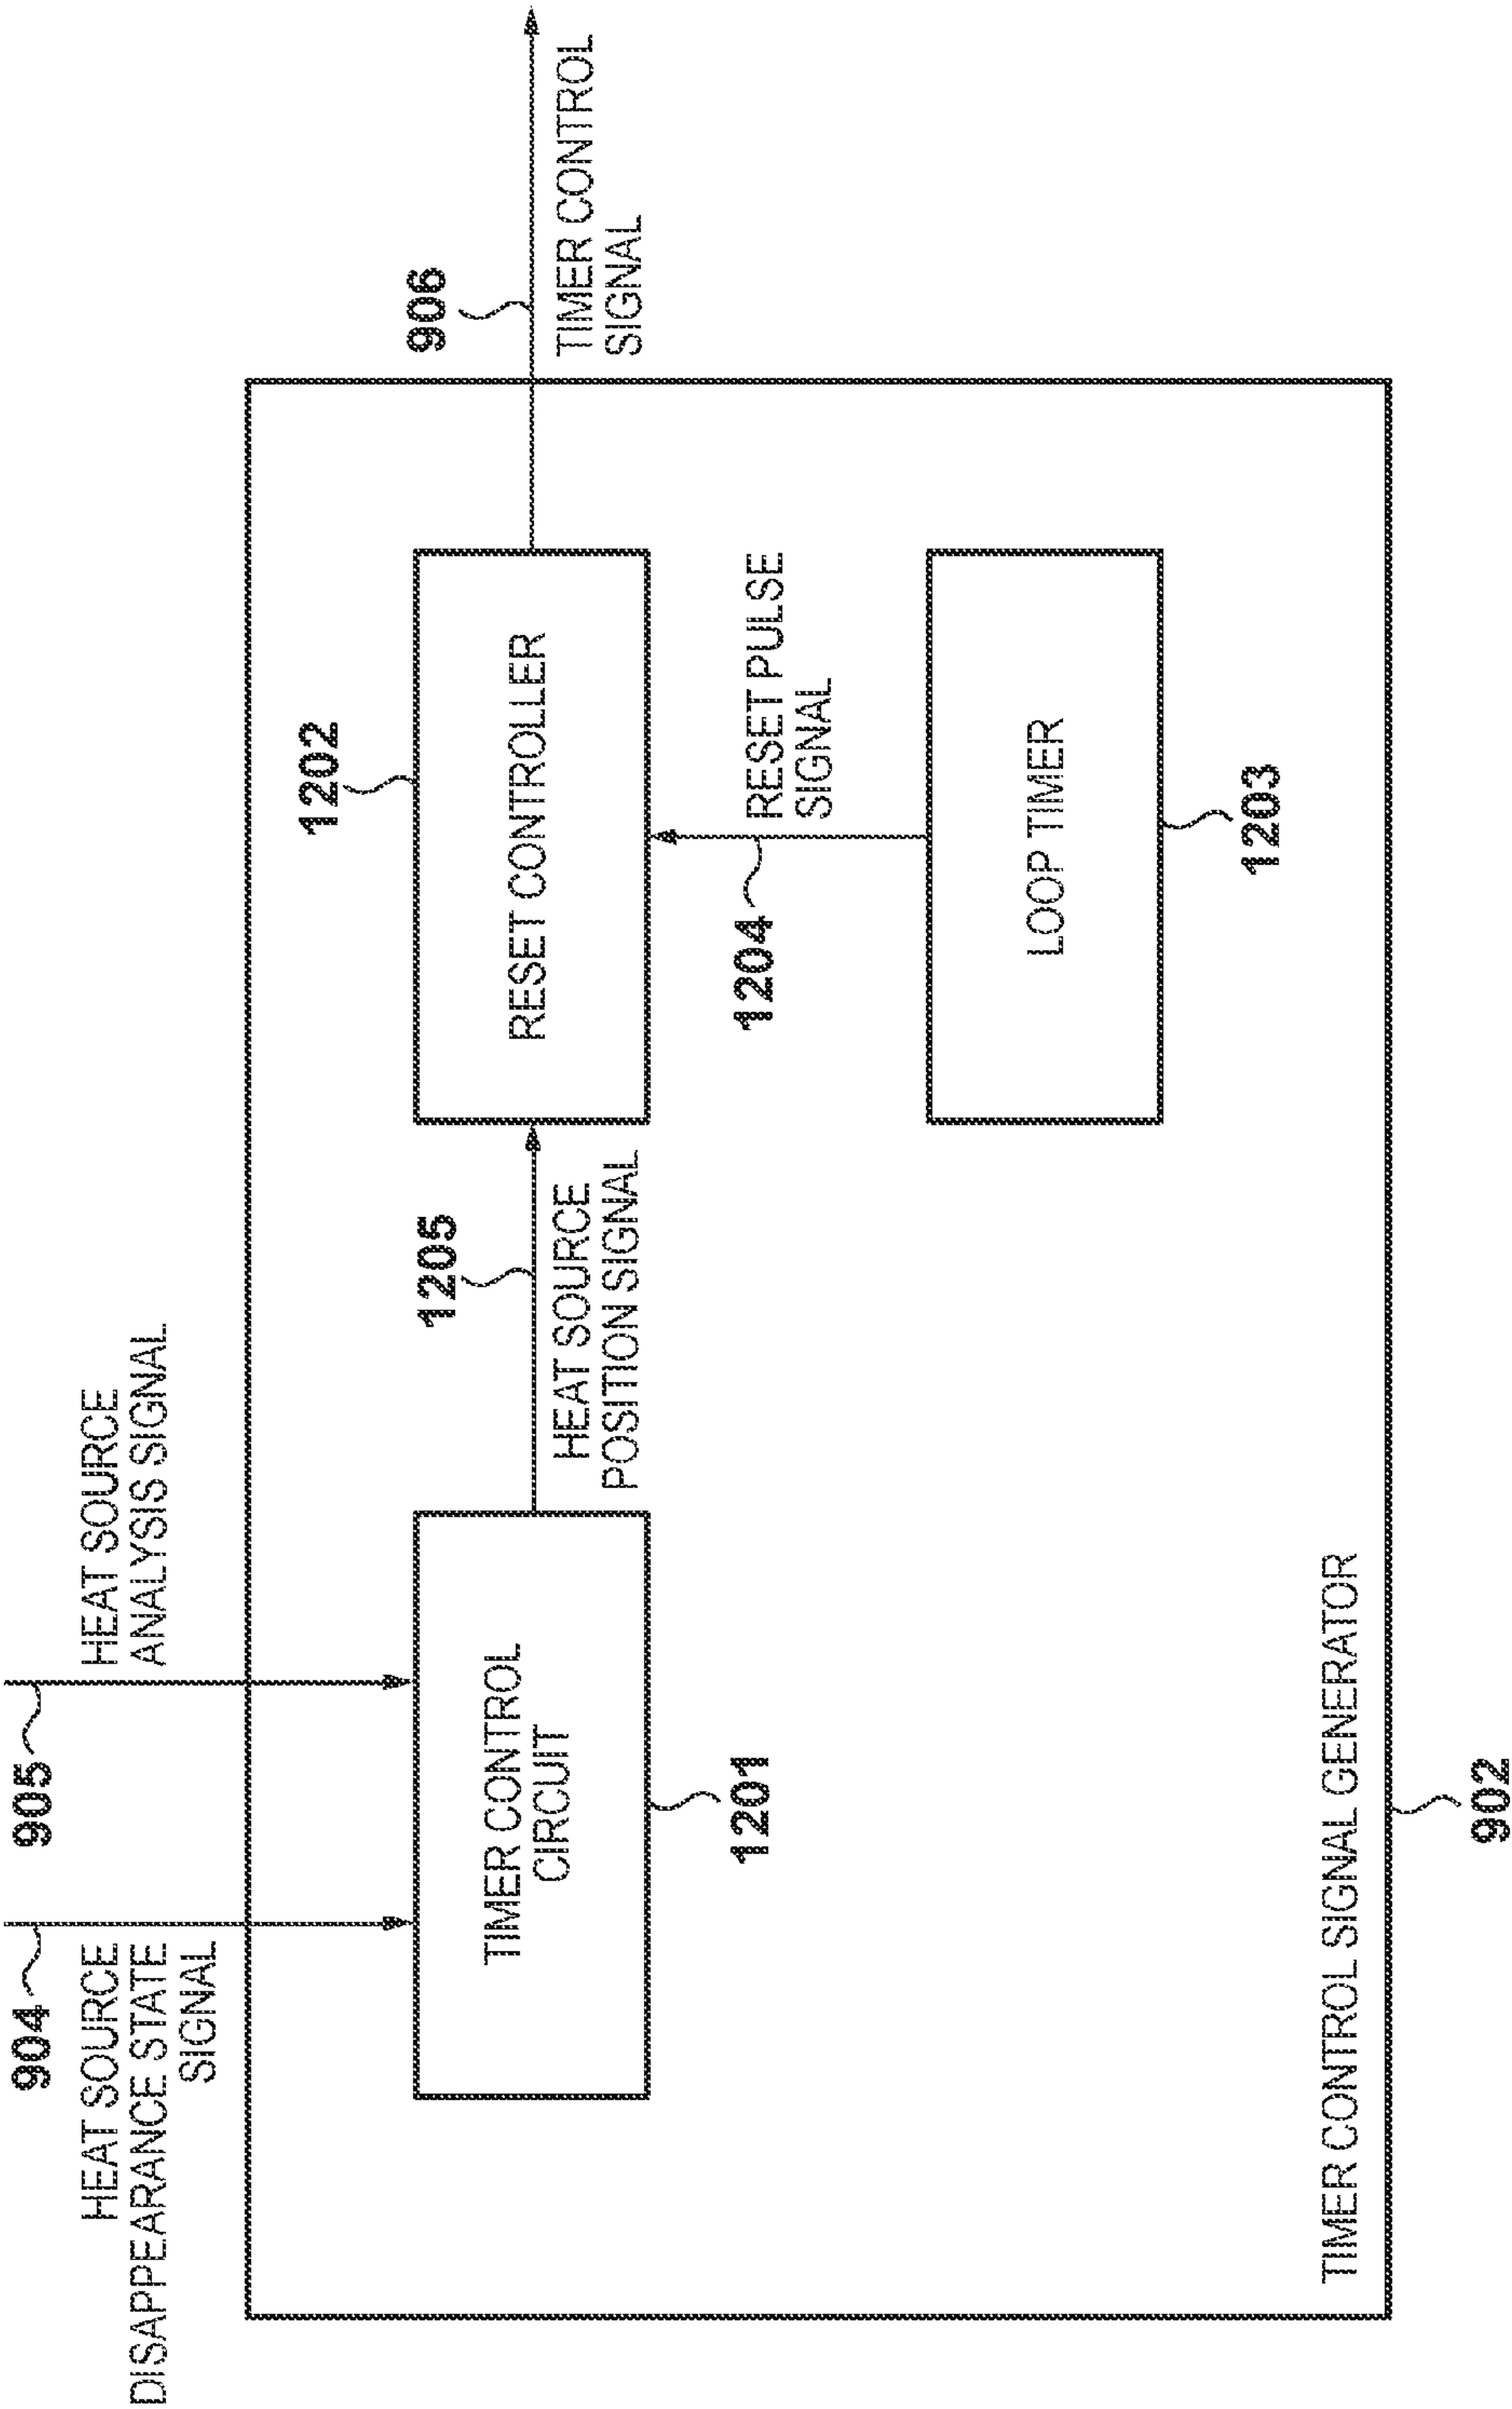 904
HEAT SOURCE
DISAPPEARANCE STATE
SIGNAL
905
HEAT SOURCE
ANALYSIS SIGNAL
TIMER CONTROL
CIRCUIT
1201
1205
HEAT SOURCE
POSITION SIGNAL
1202
RESET CONTROLLER
906
TIMER CONTROL
SIGNAL
1204
RESET PULSE
SIGNAL
LOOP TIMER
1203
TIMER CONTROL SIGNAL GENERATOR
902